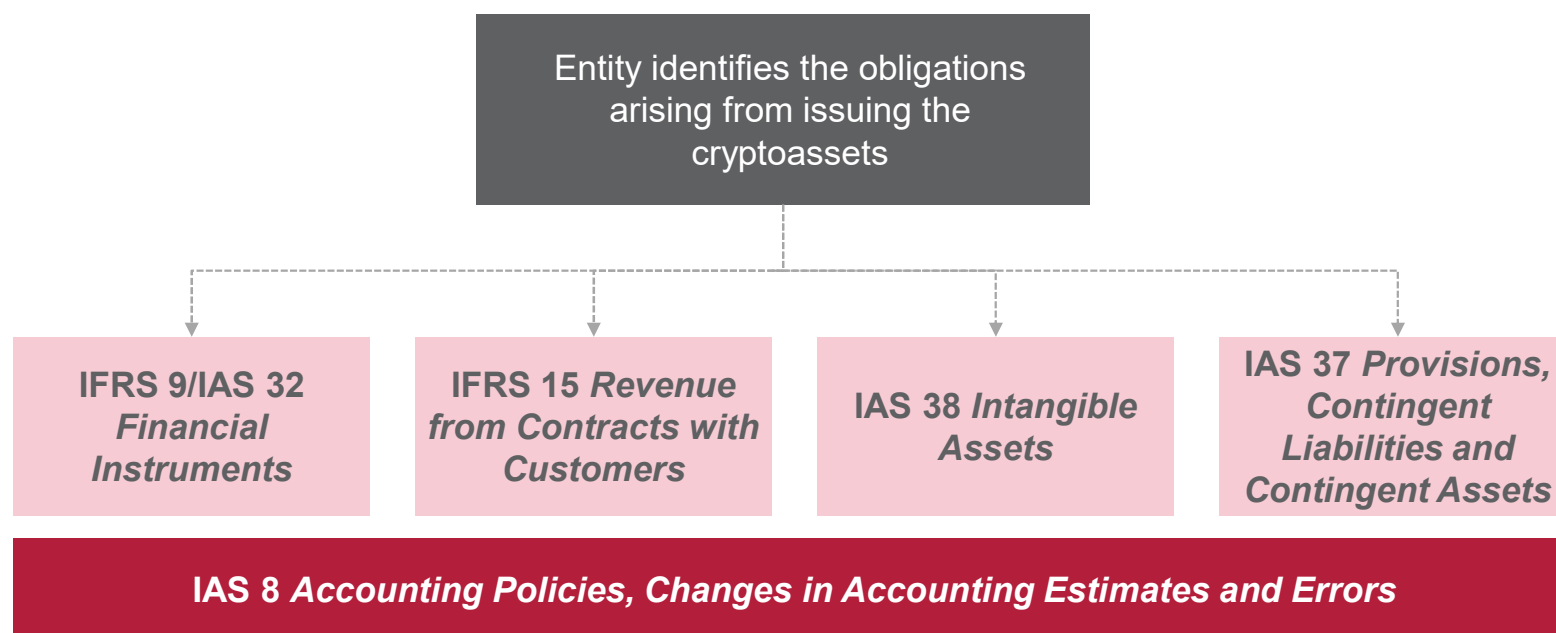 Entity identifies the obligations
arising from issuing the
cryptoassets
IFRS 9/IAS 32
Financial
Instruments
IFRS 15 Revenue
from Contracts with
Customers
IAS 38 Intangible
Assets
IAS 37 Provisions,
Contingent
Liabilities and
Contingent Assets
IAS 8 Accounting Policies, Changes in Accounting Estimates and Errors